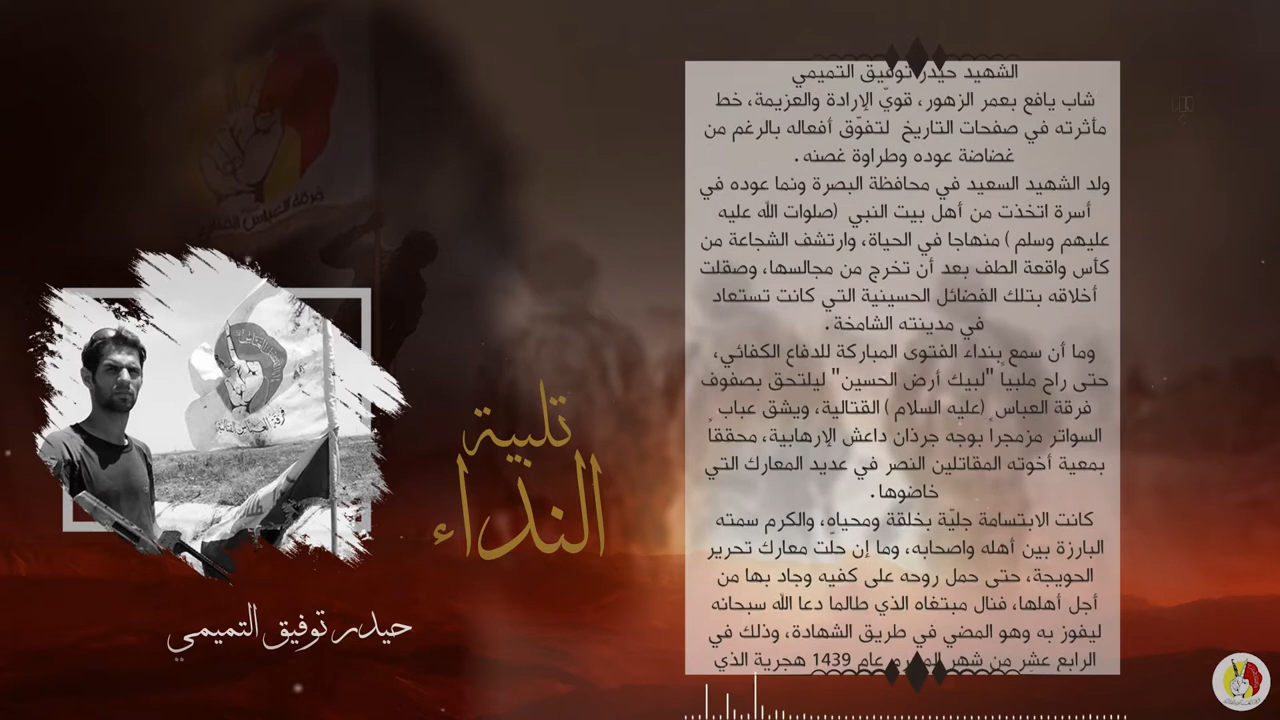 الشهيد حيدر توفيق التميمي
شاب يافع بعمر الزهور، قويّ الإرادة والعزيمة، خط
مأثرته في صفحات التاريخ لتفوّق أفعاله بالرغم من
غضاضة عوده وطراوة غصنه .
ولد الشهيد السعيد في محافظة البصرة ونما عوده في
أسرة اتخذت من أهل بيت النبي (صلوات الله عليه
عليهم وسلم ) منهاجا في الحياة، وارتشف الشجاعة من
كأس واقعة الطف بعد أن تخرج من مجالسها، وصقلت
أخلاقه بتلك الفضائل الحسينية التي كانت تستعاد
في مدينته الشامخة .
وما أن سمع بنداء الفتوى المباركة للدفاع الكفائي،
حتى راح ملبياً "لبيك أرض الحسين" ليلتحق بصفوف
فرقة العباس (عليه السلام ) القتالية، ويشق عباب
السواتر مزمجراً بوجه جرذان داعش الإرهابية، محققاً
بمعية أخوته المقاتلين النصر في عديد المعارك التي
خاضوها .
كانت الابتسامة جليّة بخلقة ومحياه، والكرم سمته
البارزة بين أهله واصحابه، وما إن حلت معارك تحرير
الحويجة، حتى حمل روحه على كفيه وجاد بها من
أجل أهلها، فنال مبتغاه الذي طالما دعا الله سبحانه
ليفوز به وهو المضي في طريق الشهادة، وذلك في
الرابع عشر من شهر المحرم عام 1439 هجرية الذي
تلبية
النداء
حيدر توفيق التميمي